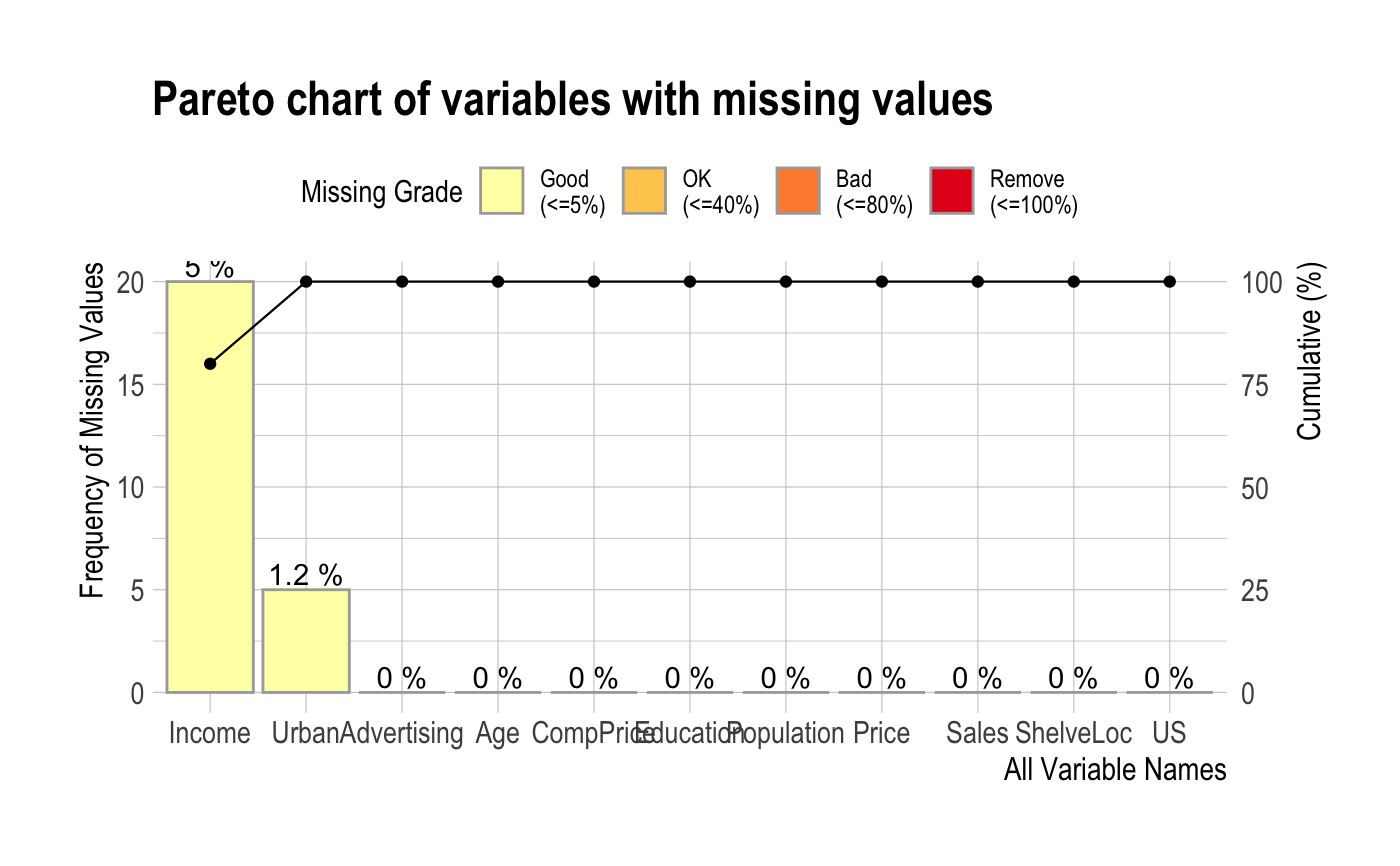 Pareto chart of variables with missing values
Missing Grade
Good
(<=5%)
OK
(<=40%)
Bad
(<=80%)
Remove
(<=100%)
Frequency of Missing Values
20
15
10
5
0
5 %
1.2 %
0 %
0 %
0 %
0 %
0 %
0 %
0 %
0 %
0 %
100
75
50
25
0
Cumulative (%)
Income
Urban
Advertising
Age
CompPrice
Education
Population
Price
Sales
ShelveLoc
US
All Variable Names